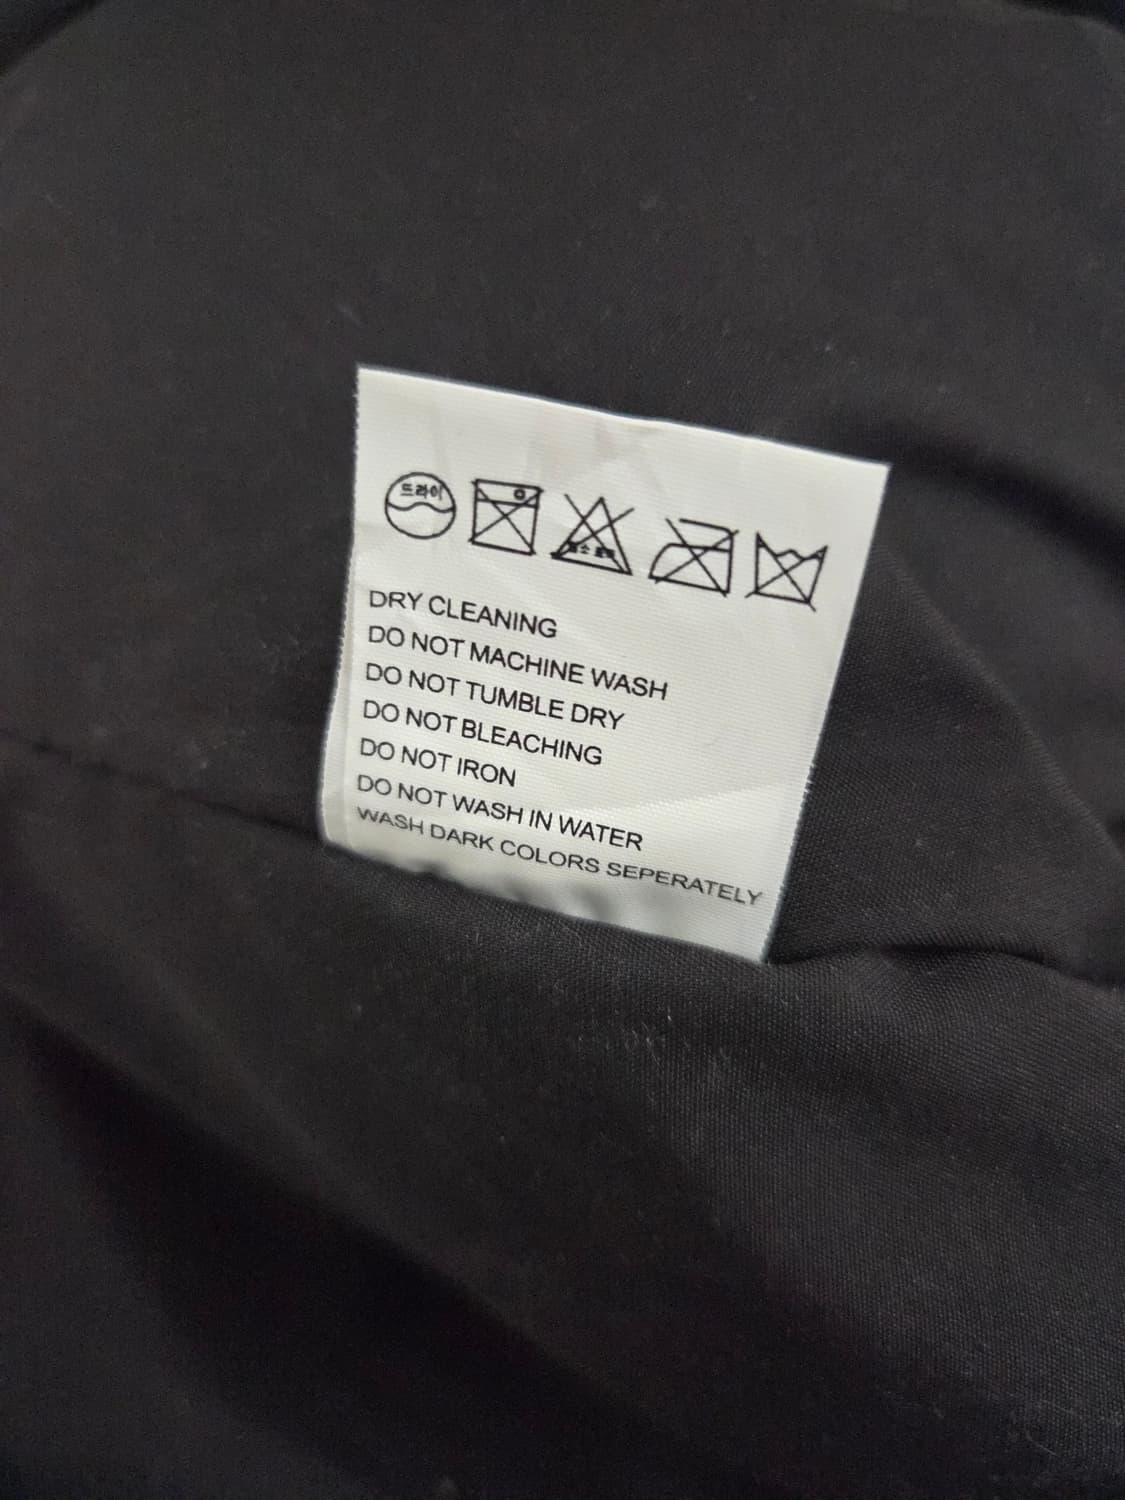 드라이
DRY CLEANING
DO NOT MACHINE WASH
DO NOT TUMBLE DRY
DO NOT BLEACHING
DO NOT IRON
DO NOT WASH IN WATER
WASH DARK COLORS SEPERATELY